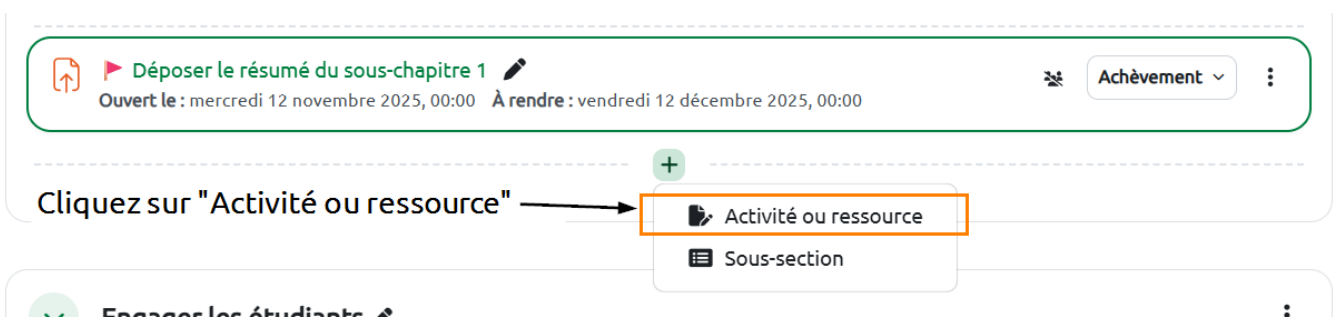 Déposer le résumé du sous-chapitre 1
Achèvement
Ouvert le : mercredi 12 novembre 2025, 00:00 À rendre : vendredi 12 décembre 2025, 00:00
Cliquez sur "Activité ou ressource"
Activité ou ressource
Sous-section
Engager les étudiants